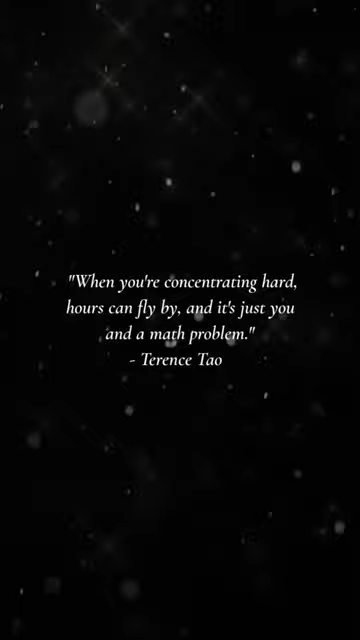 "When you're concentrating hard,
hours can fly by, and it's just you
and a math problem."
- Terence Tao